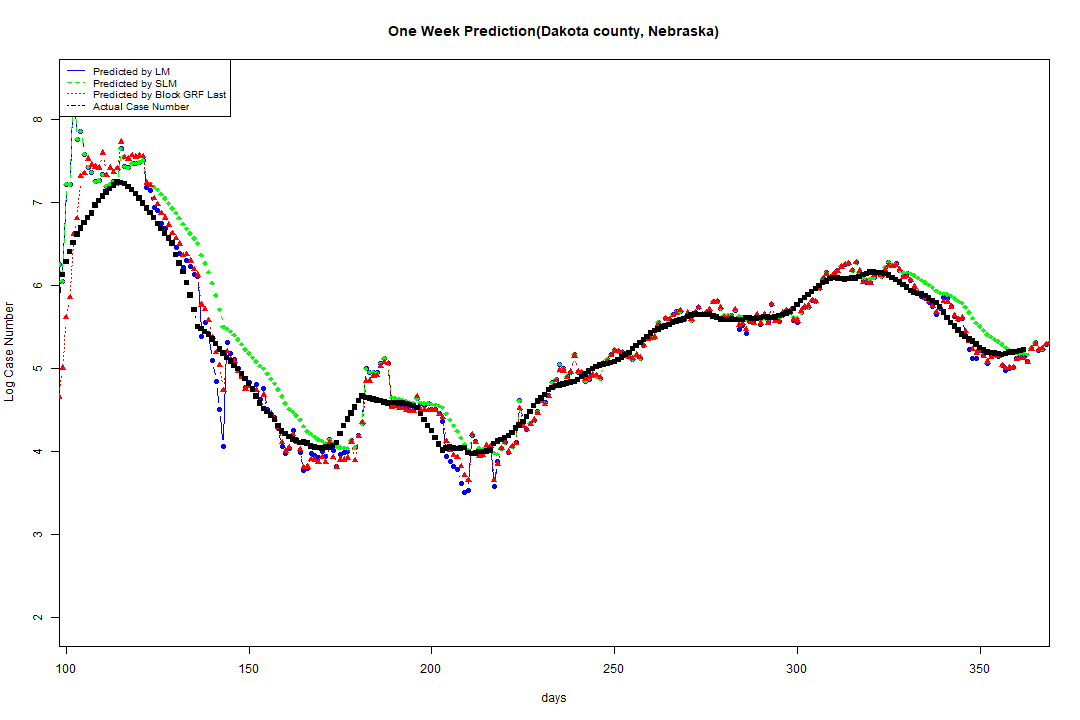 One Week Prediction(Dakota county, Nebraska)
Predicted by LM
Predicted by SLM
Predicted by Block GRF Last
Actual Case Number
8
7
6
5
4
3
2
Log Case Number
100 150 200 250 300 350
days